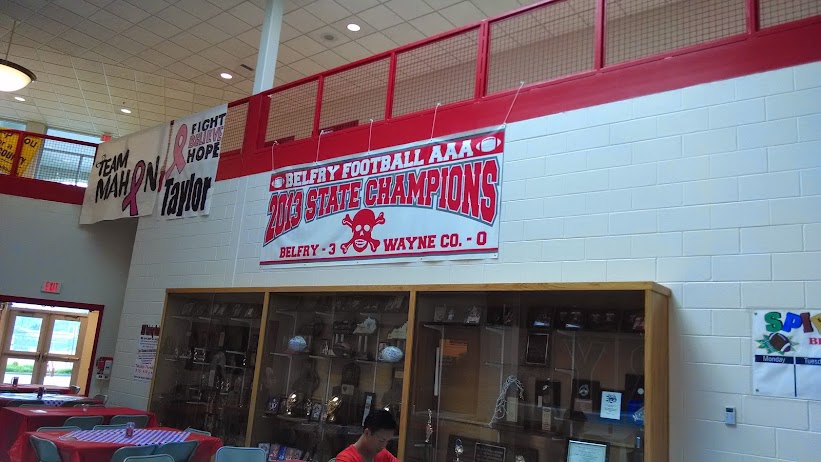 TEAM
MAHON
FIGHT
BELIEVE
HOPE
Taylor
BELFRY FOOTBALL AAA
2013 STATE CHAMPIONS
BELFRY - 3 WAYNE CO. - 0
EXIT
Monday